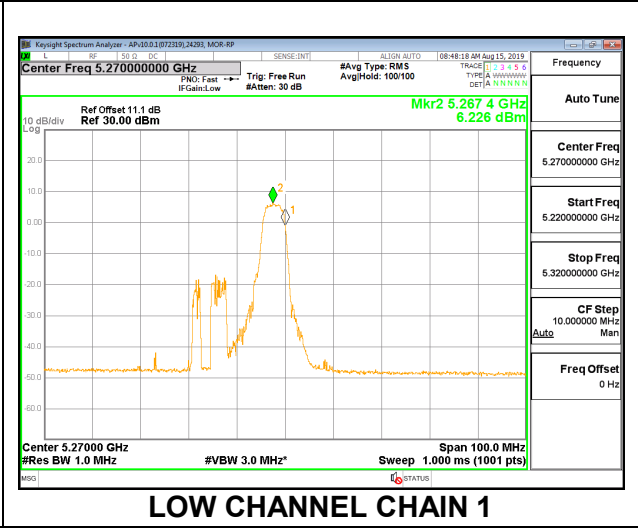 Keysight Spectrum Analyzer - APv10.0.1(072319),24293, MOR-RP
L RF 50 Ω DC SENSE:INT ALIGN AUTO 08:48:18 AM Aug 15, 2019
Center Freq 5.270000000 GHz
PNO: Fast
IFGain:Low
Trig: Free Run
#Atten: 30 dB
#Avg Type: RMS
Avg|Hold: 100/100
TRACE 1 2 3 4 5 6
TYPE A WWWWW
DET A N N N N N
Frequency
Auto Tune
Center Freq
5.270000000 GHz
Start Freq
5.220000000 GHz
Stop Freq
5.320000000 GHz
CF Step
10.000000 MHz
Auto Man
Freq Offset
0 Hz
Mkr2 5.267 4 GHz
6.226 dBm
Ref Offset 11.1 dB
10 dB/div Ref 30.00 dBm
Log
20.0
10.0
0.00
-10.0
-20.0
-30.0
-40.0
-50.0
-60.0
2
1
Center 5.27000 GHz Span 100.0 MHz
#Res BW 1.0 MHz #VBW 3.0 MHz* Sweep 1.000 ms (1001 pts)
MSG STATUS
LOW CHANNEL CHAIN 1